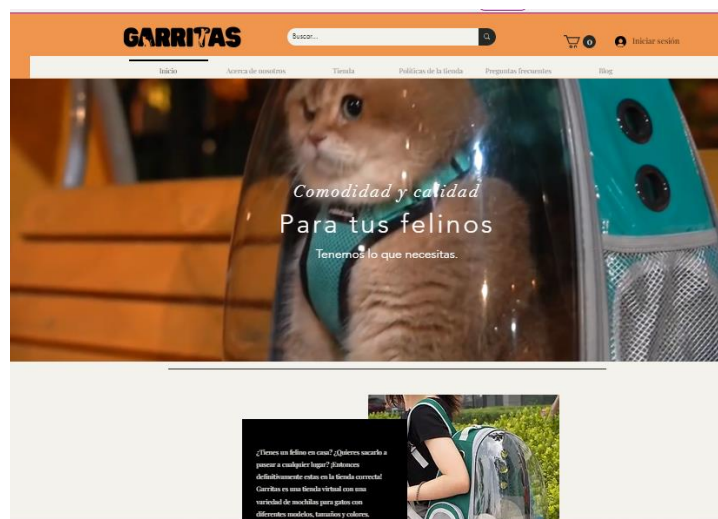 GARRITAS
Buscar...
0
Iniciar sesión
Inicio
Acerca de nosotros
Tienda
Políticas de la tienda
Preguntas frecuentes
Blog
Comodidad y calidad
Para tus felinos
Tenemos lo que necesitas.
¿Tienes un felino en casa? ¿Quieres sacarlo a
pasear a cualquier lugar? ¡Entonces
definitivamente estas en la tienda correcta!
Garritas es una tienda virtual con una
variedad de mochilas para gatos con
diferentes modelos, tamaños y colores.